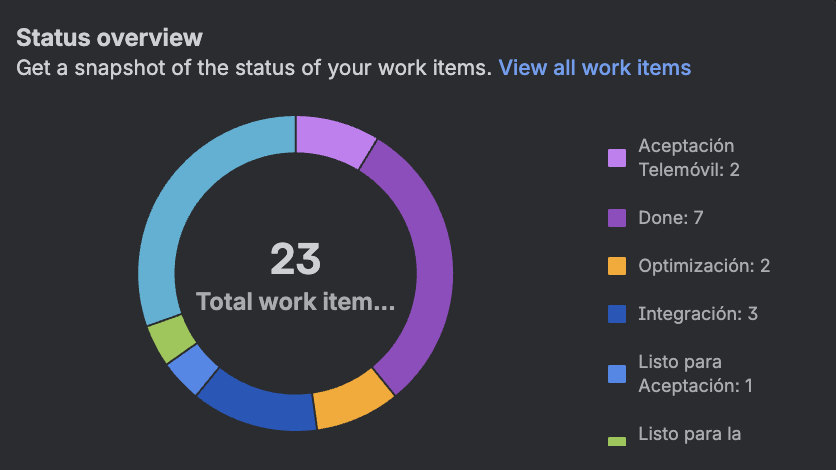 Status overview
Get a snapshot of the status of your work items. View all work items
23
Total work item...
Aceptación
Telemóvil: 2
Done: 7
Optimización: 2
Integración: 3
Listo para
Aceptación: 1
Listo para la